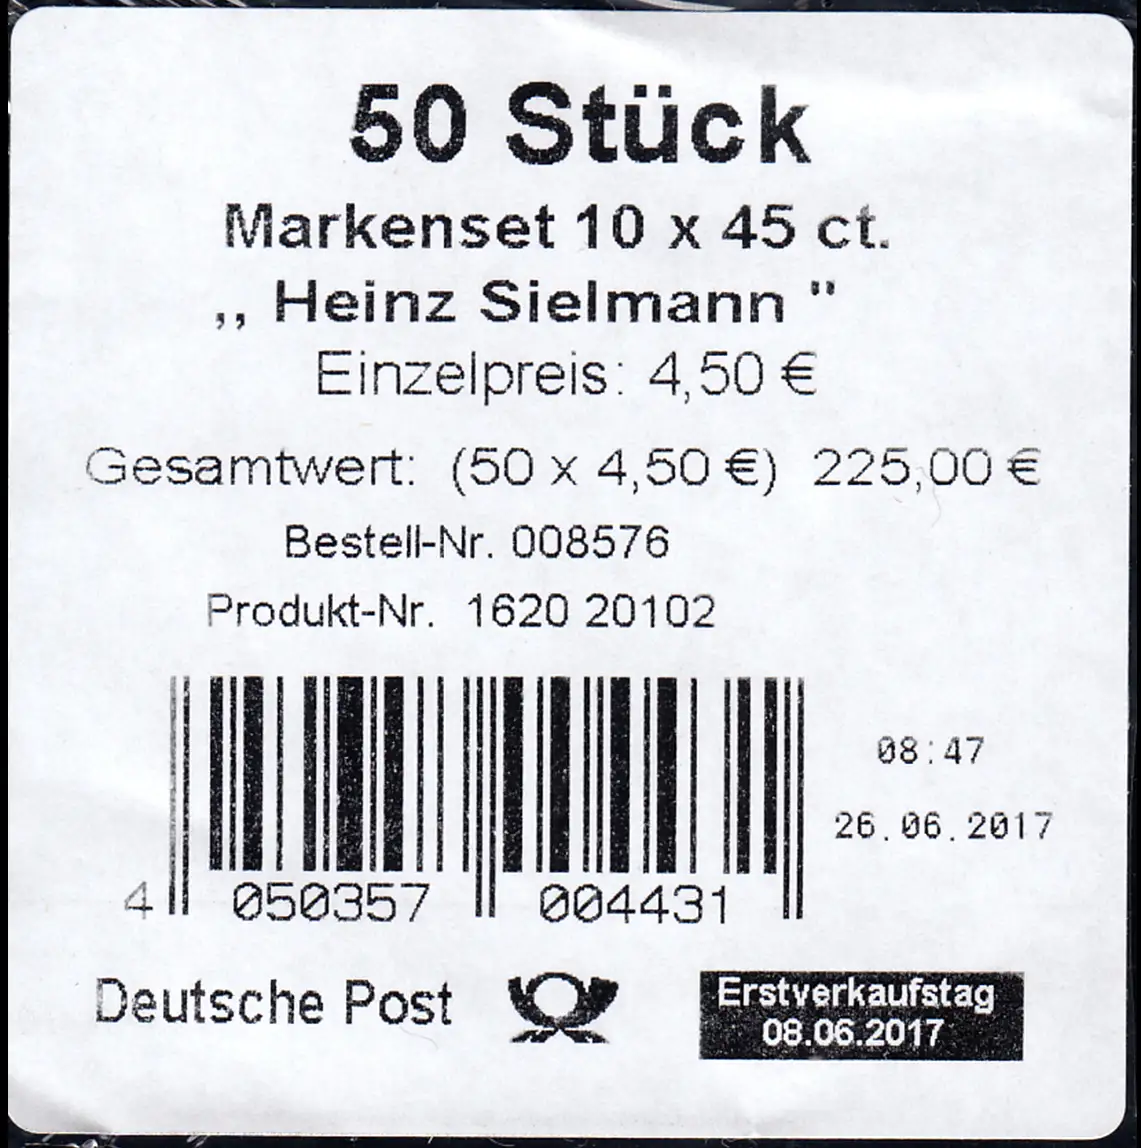 50 Stück
Markenset 10 x 45 ct.
,, Heinz Sielmann "
Einzelpreis: 4,50 €
Gesamtwert: (50 x 4,50 €) 225,00 €
Bestell-Nr. 008576
Produkt-Nr. 1620 20102
08:47
26.06.2017
4 050357 004431
Deutsche Post
Erstverkaufstag
08.06.2017